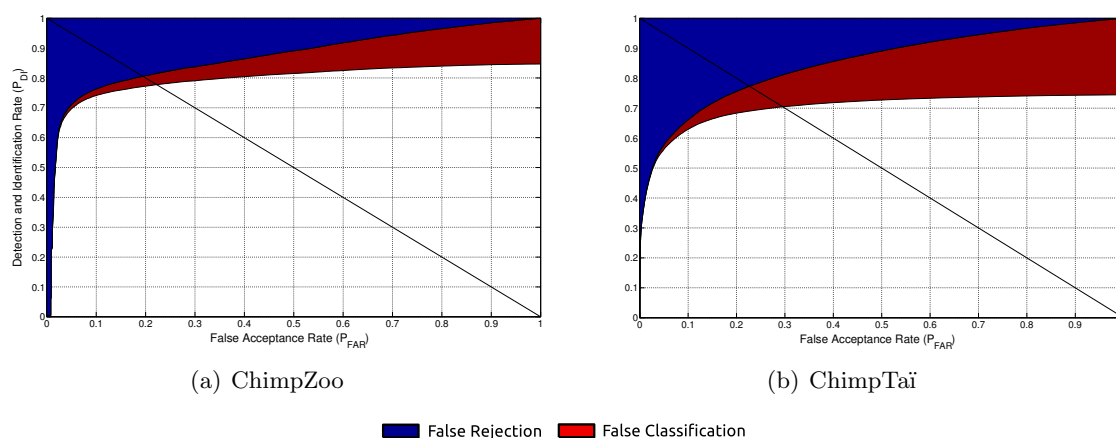 Detection and Identification Rate (P_DI)
1
0.9
0.8
0.7
0.6
0.5
0.4
0.3
0.2
0.1
0
0 0.1 0.2 0.3 0.4 0.5 0.6 0.7 0.8 0.9 1
False Acceptance Rate (P_FAR)
(a) ChimpZoo
1
0.9
0.8
0.7
0.6
0.5
0.4
0.3
0.2
0.1
0
0 0.1 0.2 0.3 0.4 0.5 0.6 0.7 0.8 0.9
False Acceptance Rate (P_FAR)
(b) ChimpTaï
False Rejection False Classification